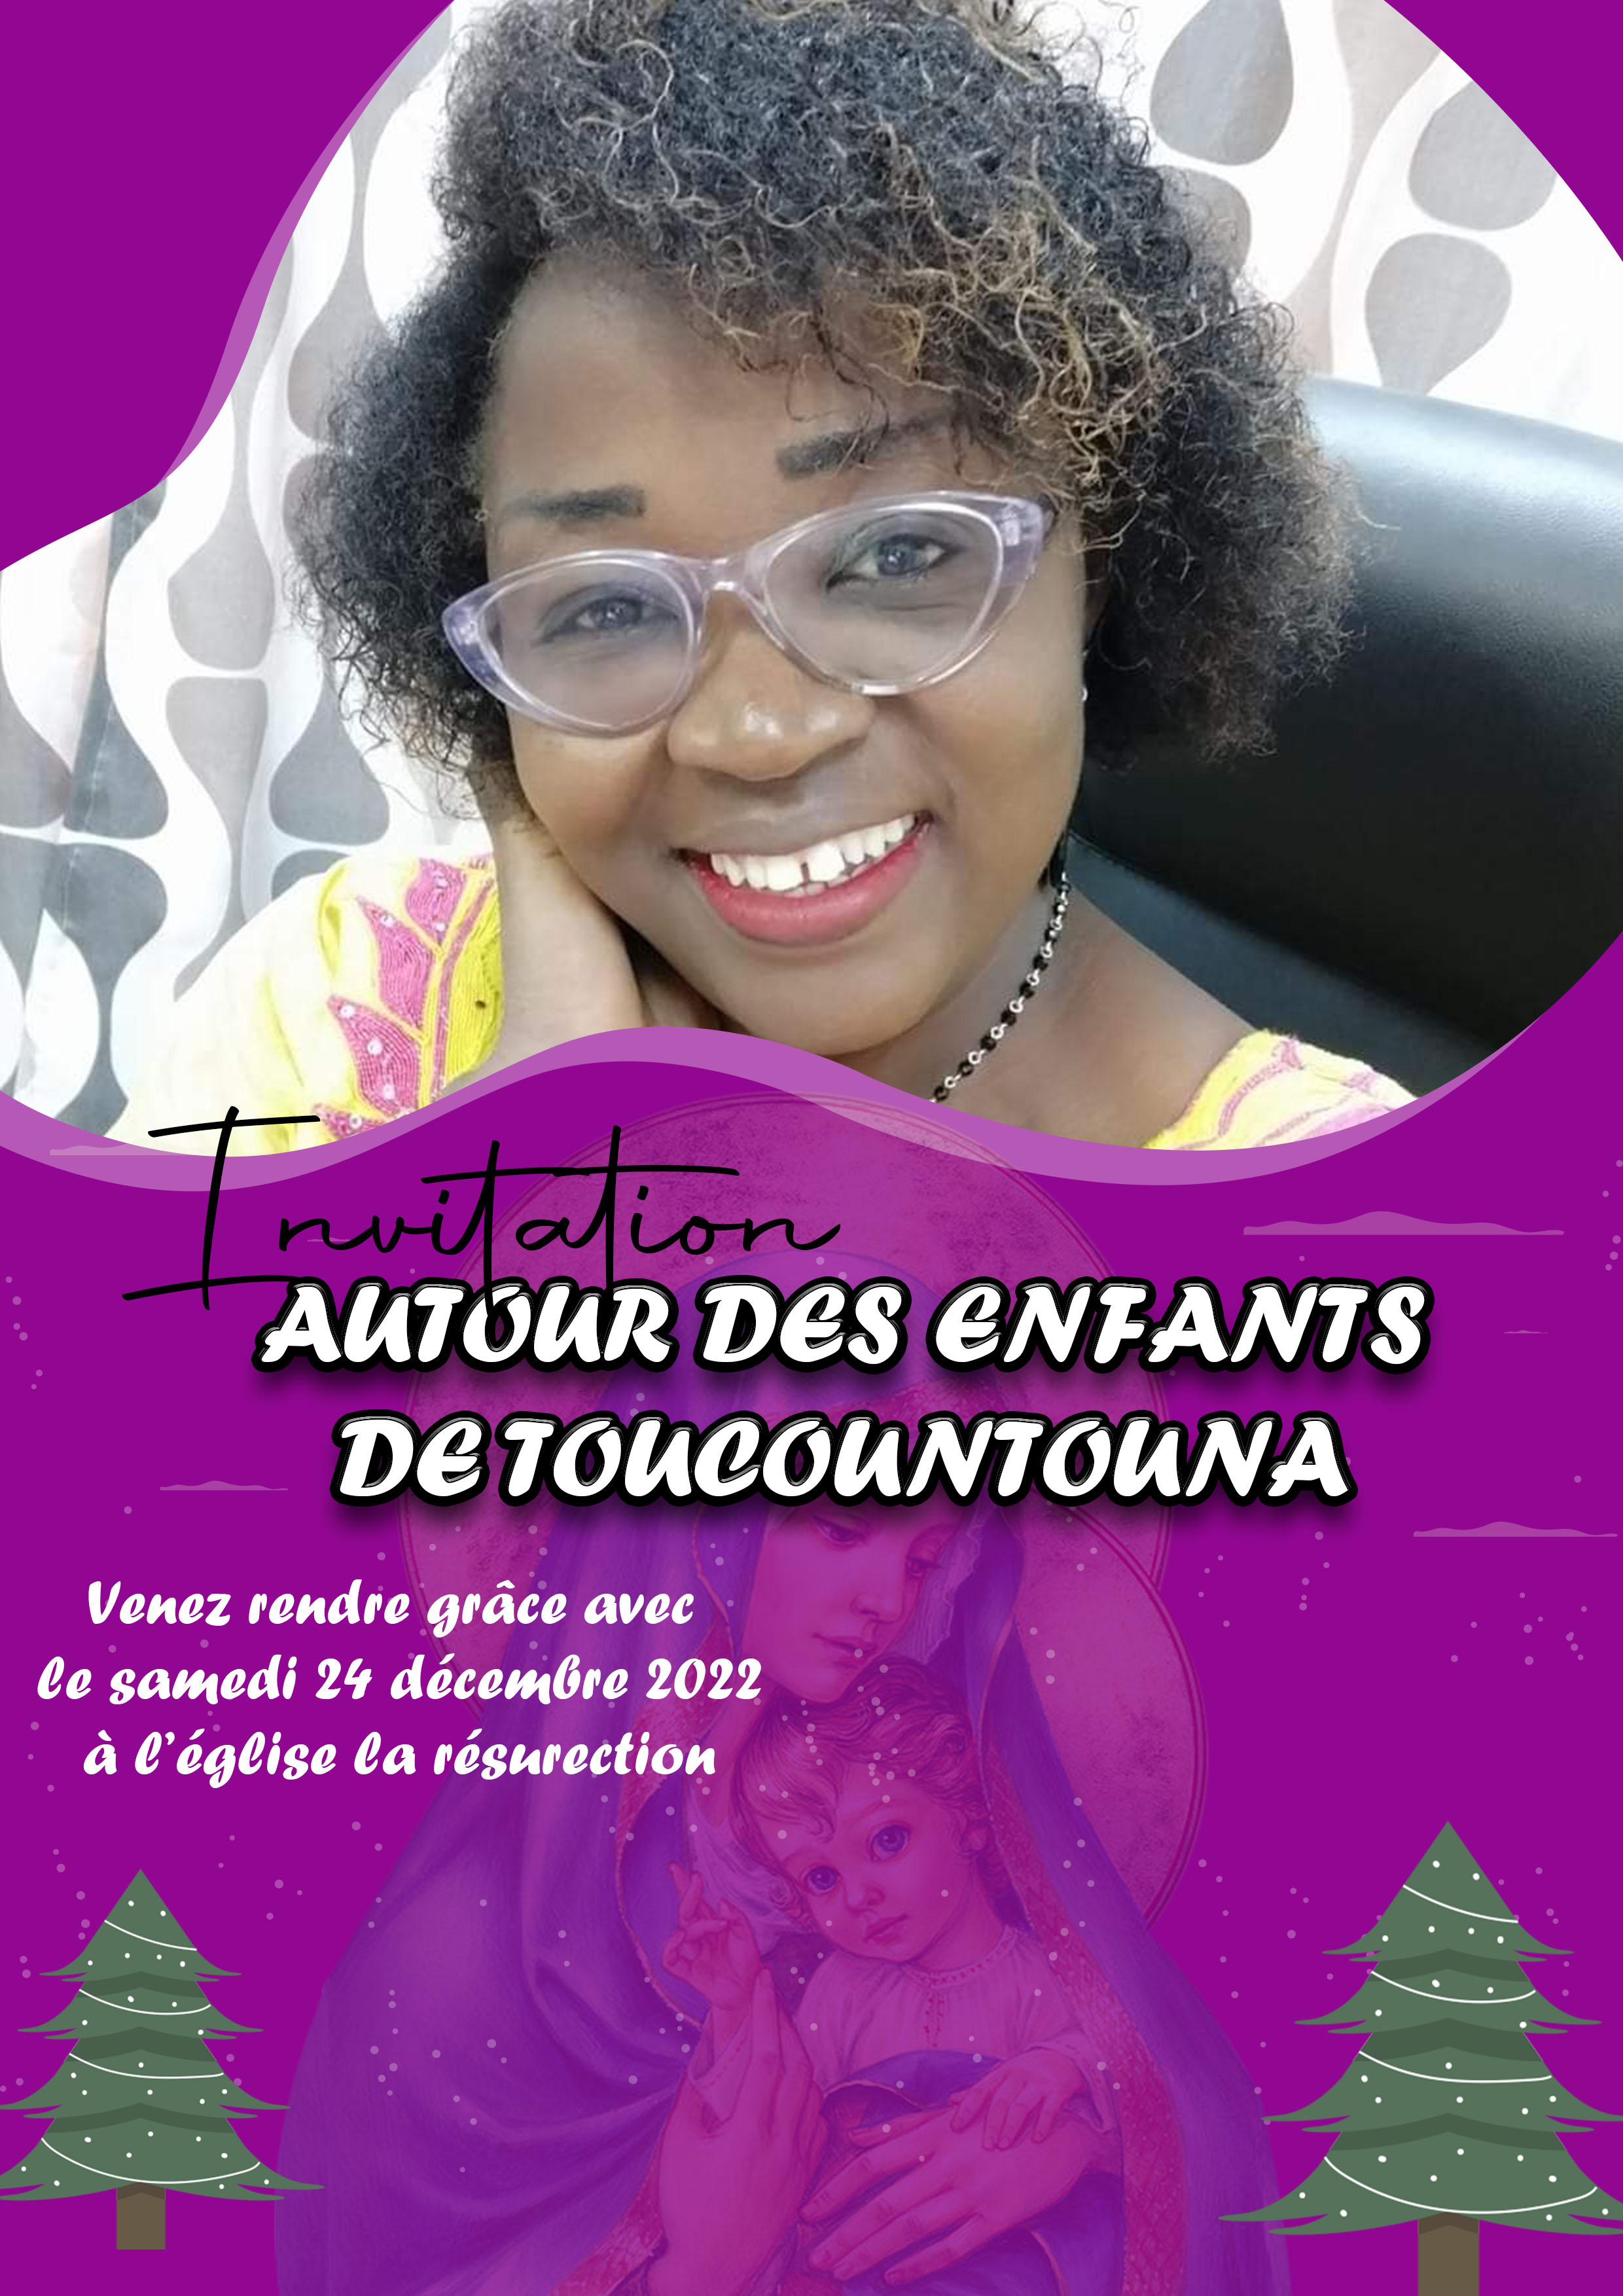 Invitation
AUTOUR DES ENFANTS
DE TOUCOUNTOUNA
Venez rendre grâce avec
le samedi 24 décembre 2022
à l'église la résurection